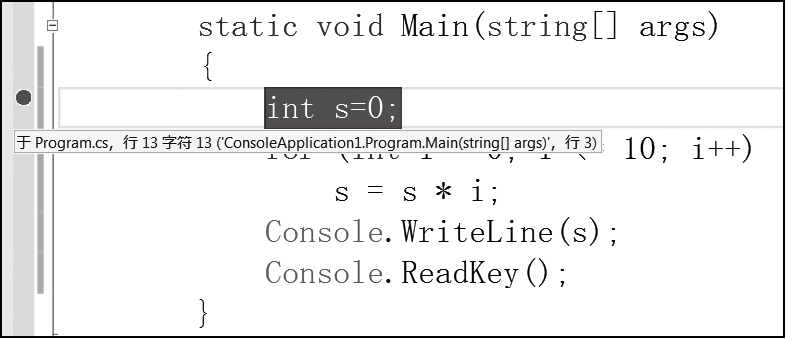 static void Main(string[] args)
{
int s=0;
于 Program.cs，行 13 字符 13 ('ConsoleApplication1.Program.Main(string[] args)'，行 3)
10; i++)
s = s * i;
Console.WriteLine(s);
Console.ReadKey();
}